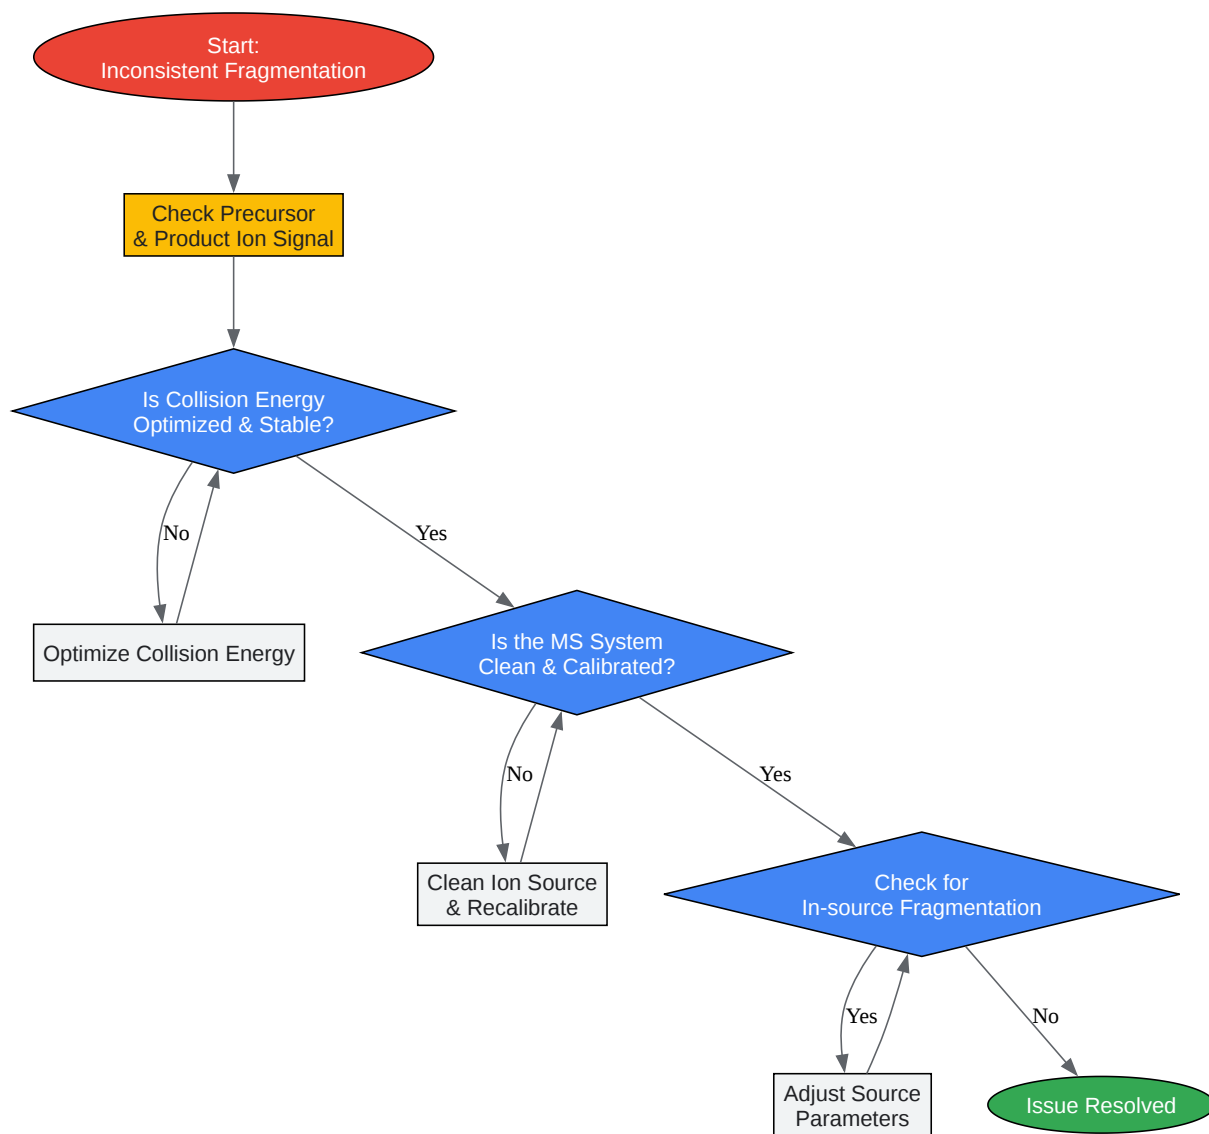 Start:
Inconsistent Fragmentation
Check Precursor
& Product Ion Signal
Is Collision Energy
Optimized & Stable?
No
Yes
Optimize Collision Energy
Is the MS System
Clean & Calibrated?
No
Yes
Clean Ion Source
& Recalibrate
Check for
In-source Fragmentation
Yes
No
Adjust Source
Parameters
Issue Resolved